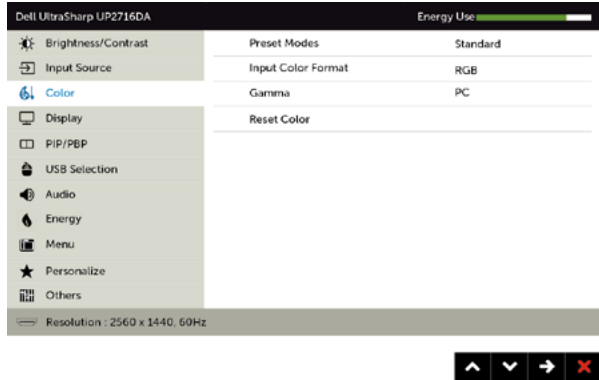 Dell UltraSharp UP2716DA Energy Use
Brightness/Contrast Preset Modes Standard
Input Source Input Color Format RGB
Color Gamma PC
Display Reset Color
PIP/PBP
USB Selection
Audio
Energy
Menu
Personalize
Others
Resolution : 2560 x 1440, 60Hz